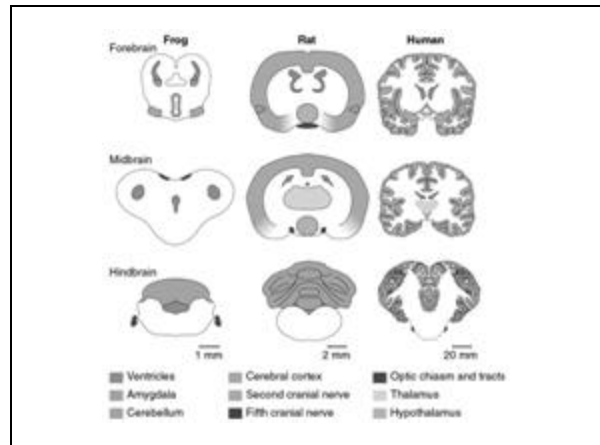 Frog Rat Human
Forebrain
Midbrain
Hindbrain
1 mm 2 mm 20 mm
Ventricles Cerebral cortex Optic chiasm and tracts
Amygdala Second cranial nerve Thalamus
Cerebellum Fifth cranial nerve Hypothalamus